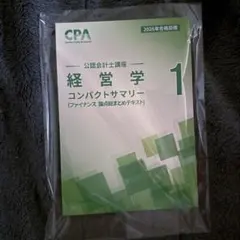 CPA
2026年合格目標
公認会計士講座
経営学
1
コンパクトサマリー
(ファイナンス 論点総まとめテキスト)